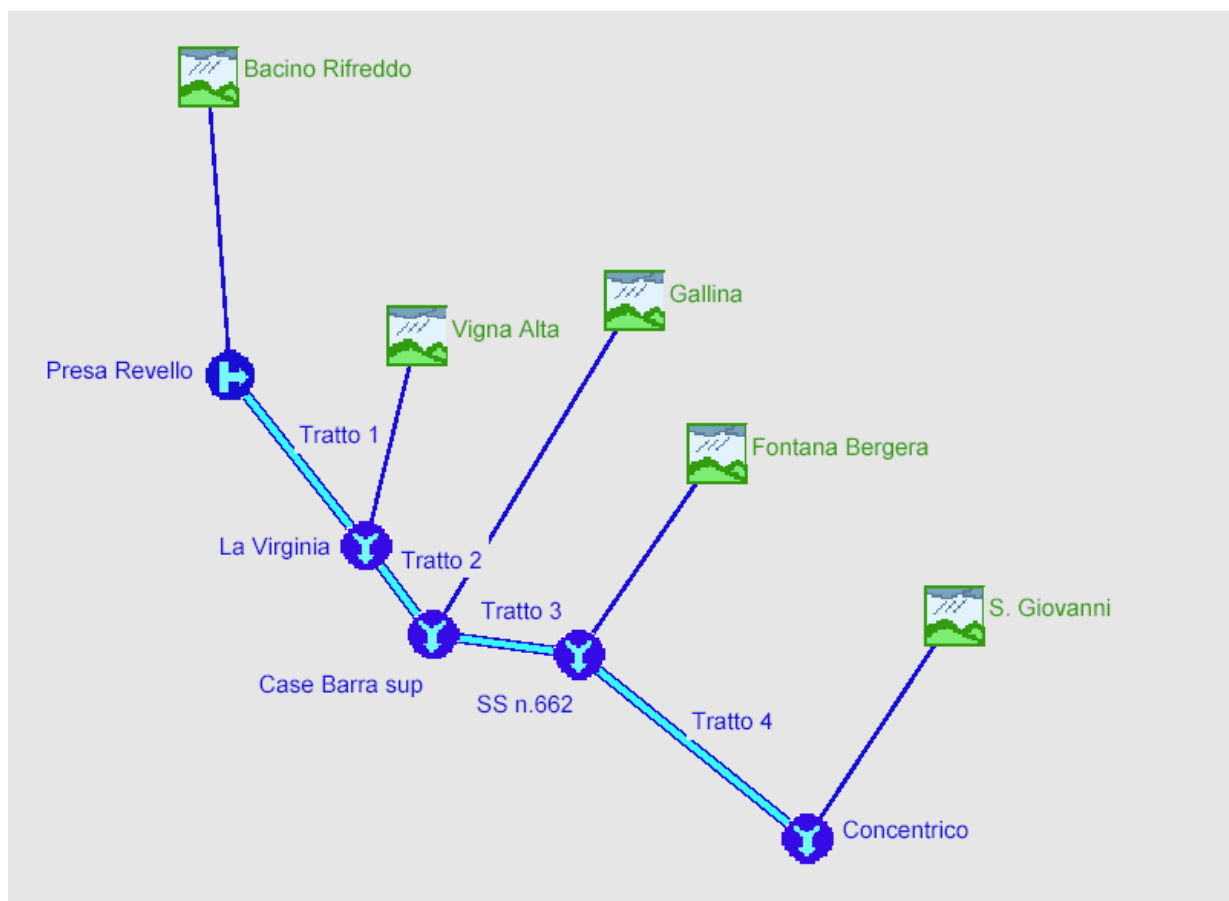 Bacino Rifreddo
Gallina
Vigna Alta
Presa Revello
Tratto 1
Fontana Bergera
La Virginia
Tratto 2
Tratto 3
S. Giovanni
Case Barra sup
SS n.662
Tratto 4
Concentrico